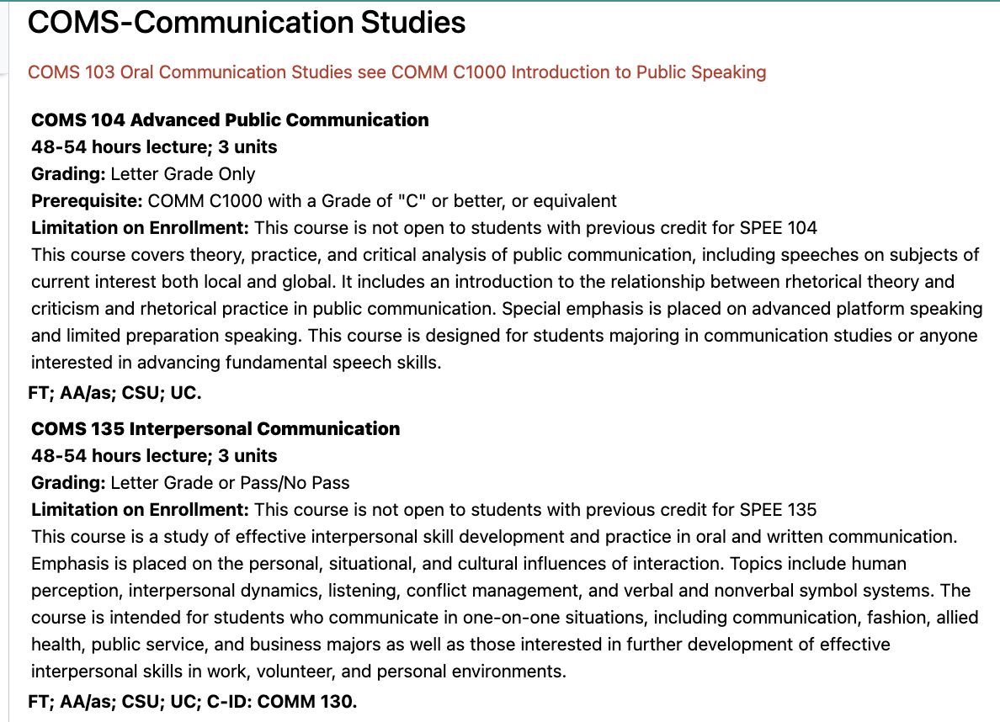 COMS-Communication Studies
COMS 103 Oral Communication Studies see COMM C1000 Introduction to Public Speaking
COMS 104 Advanced Public Communication
48-54 hours lecture; 3 units
Grading: Letter Grade Only
Prerequisite: COMM C1000 with a Grade of "C" or better, or equivalent
Limitation on Enrollment: This course is not open to students with previous credit for SPEE 104
This course covers theory, practice, and critical analysis of public communication, including speeches on subjects of
current interest both local and global. It includes an introduction to the relationship between rhetorical theory and
criticism and rhetorical practice in public communication. Special emphasis is placed on advanced platform speaking
and limited preparation speaking. This course is designed for students majoring in communication studies or anyone
interested in advancing fundamental speech skills.
FT; AA/as; CSU; UC.
COMS 135 Interpersonal Communication
48-54 hours lecture; 3 units
Grading: Letter Grade or Pass/No Pass
Limitation on Enrollment: This course is not open to students with previous credit for SPEE 135
This course is a study of effective interpersonal skill development and practice in oral and written communication.
Emphasis is placed on the personal, situational, and cultural influences of interaction. Topics include human
perception, interpersonal dynamics, listening, conflict management, and verbal and nonverbal symbol systems. The
course is intended for students who communicate in one-on-one situations, including communication, fashion, allied
health, public service, and business majors as well as those interested in further development of effective
interpersonal skills in work, volunteer, and personal environments.
FT; AA/as; CSU; UC; C-ID: COMM 130.